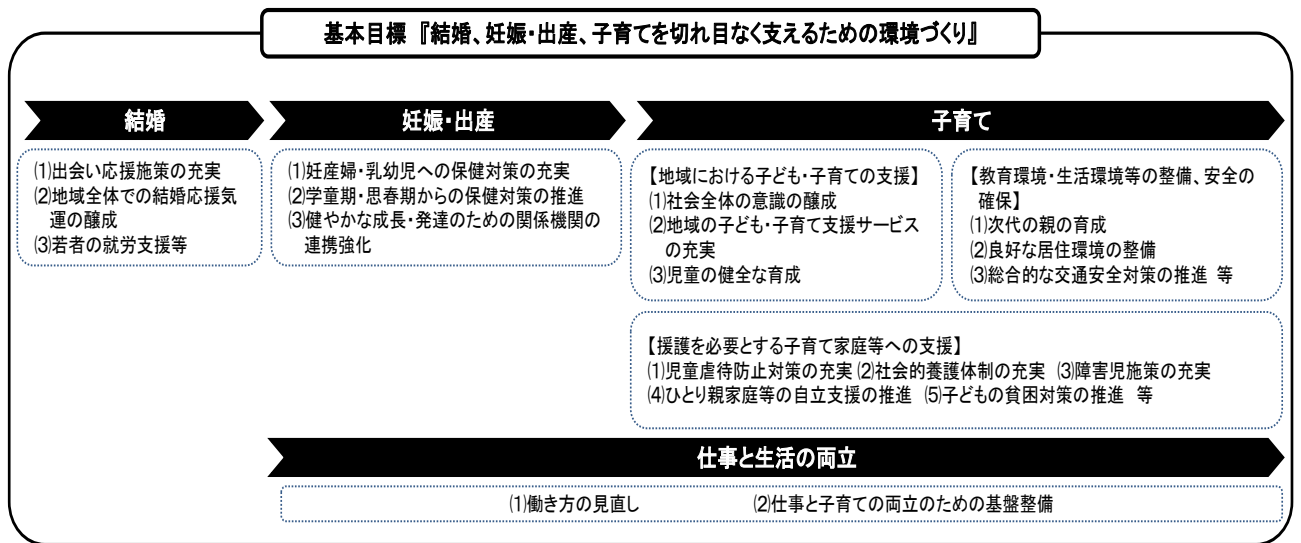 基本目標『結婚、妊娠・出産、子育てを切れ目なく支えるための環境づくり』
結婚
妊娠・出産
子育て
⑴出会い応援施策の充実
⑵地域全体での結婚応援気
運の醸成
⑶若者の就労支援等
⑴妊産婦・乳幼児への保健対策の充実
⑵学童期・思春期からの保健対策の推進
⑶健やかな成長・発達のための関係機関の
連携強化
【地域における子ども・子育ての支援】
⑴社会全体の意識の醸成
⑵地域の子ども・子育て支援サービス
の充実
⑶児童の健全な育成
【教育環境・生活環境等の整備、安全の
確保】
⑴次代の親の育成
⑵良好な居住環境の整備
⑶総合的な交通安全対策の推進 等
【援護を必要とする子育て家庭等への支援】
⑴児童虐待防止対策の充実 ⑵社会的養護体制の充実 ⑶障害児施策の充実
⑷ひとり親家庭等の自立支援の推進 ⑸子どもの貧困対策の推進 等
仕事と生活の両立
⑴働き方の見直し ⑵仕事と子育ての両立のための基盤整備